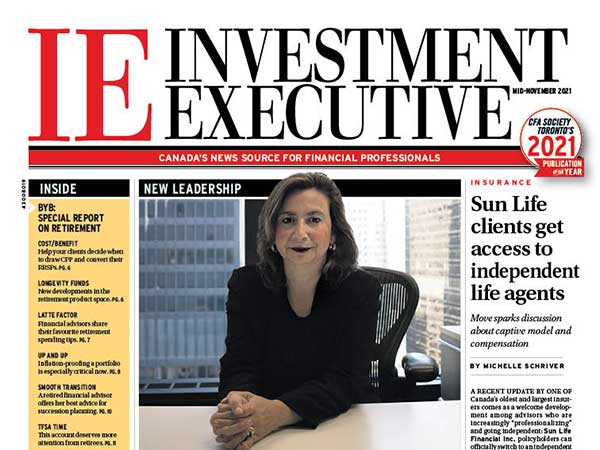 IE INVESTMENT
EXECUTIVE
MID-NOVEMBER 2021
CFA SOCIETY
TORONTO'S
2021
PUBLICATION
of the YEAR
CANADA'S NEWS SOURCE FOR FINANCIAL PROFESSIONALS
43008019
INSIDE
BYB:
SPECIAL REPORT
ON RETIREMENT
COST/BENEFIT
Help your clients decide when
to draw CPP and convert their
RRSPs. PG. 6
LONGEVITY FUNDS
New developments in the
retirement product space. PG. 6
LATTE FACTOR
Financial advisors share
their favourite retirement
spending tips. PG. 7
UP AND UP
Inflation-proofing a portfolio
is especially critical now. PG. 8
SMOOTH TRANSITION
A retired financial advisor
offers her best advice for
succession planning. PG. 10
TFSA TIME
This account deserves more
attention from retirees. PG. 11
NEW LEADERSHIP
INSURANCE
Sun Life
clients get
access to
independent
life agents
Move sparks discussion
about captive model and
compensation
BY MICHELLE SCHRIVER
A RECENT UPDATE BY ONE OF
Canada's oldest and largest insur-
ers comes as a welcome develop-
ment among advisors who are
increasingly "professionalizing"
and going independent: Sun Life
Financial Inc. policyholders can
officially switch to an independent